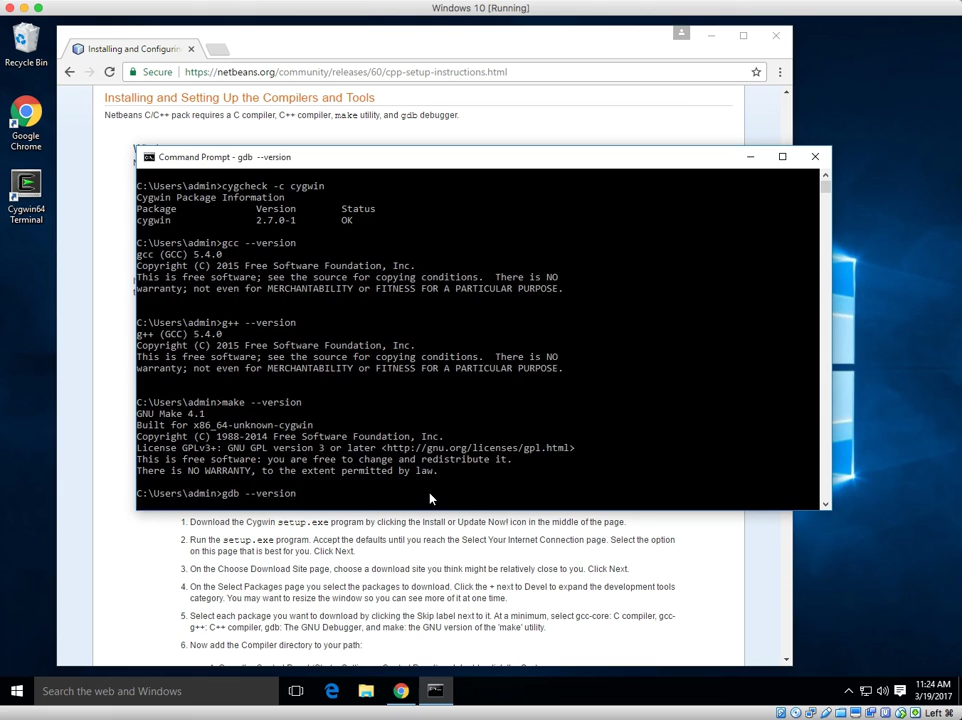 Windows 10 [Running]
Recycle Bin
Google
Chrome
Cygwin64
Terminal
Installing and Configurin
Secure
https://netbeans.org/community/releases/60/cpp-setup-instructions.html
Installing and Setting Up the Compilers and Tools
Netbeans C/C++ pack requires a C compiler, C++ compiler, make utility, and gdb debugger.
Command Prompt - gdb --version
C:\Users\admin>cygcheck -c cygwin
Cygwin Package Information
Package Version Status
cygwin 2.7.0-1 OK
C:\Users\admin>gcc --version
gcc (GCC) 5.4.0
Copyright (C) 2015 Free Software Foundation, Inc.
This is free software; see the source for copying conditions. There is NO
warranty; not even for MERCHANTABILITY or FITNESS FOR A PARTICULAR PURPOSE.
C:\Users\admin>g++ --version
g++ (GCC) 5.4.0
Copyright (C) 2015 Free Software Foundation, Inc.
This is free software; see the source for copying conditions. There is NO
warranty; not even for MERCHANTABILITY or FITNESS FOR A PARTICULAR PURPOSE.
C:\Users\admin>make --version
GNU Make 4.1
Built for x86_64-unknown-cygwin
Copyright (C) 1988-2014 Free Software Foundation, Inc.
License GPLv3+: GNU GPL version 3 or later <http://gnu.org/licenses/gpl.html>
This is free software: you are free to change and redistribute it.
There is NO WARRANTY, to the extent permitted by law.
C:\Users\admin>gdb --version
1. Download the Cygwin setup.exe program by clicking the Install or Update Now! icon in the middle of the page.
2. Run the setup.exe program. Accept the defaults until you reach the Select Your Internet Connection page. Select the option
on this page that is best for you. Click Next.
3. On the Choose Download Site page, choose a download site you think might be relatively close to you. Click Next.
4. On the Select Packages page you select the packages to download. Click the + next to Devel to expand the development tools
category. You may want to resize the window so you can see more of it at one time.
5. Select each package you want to download by clicking the Skip label next to it. At a minimum, select gcc-core: C compiler, gcc-
g++: C++ compiler, gdb: The GNU Debugger, and make: the GNU version of the 'make' utility.
6. Now add the Compiler directory to your path:
Search the web and Windows
11:24 AM
3/19/2017
Left ⌘